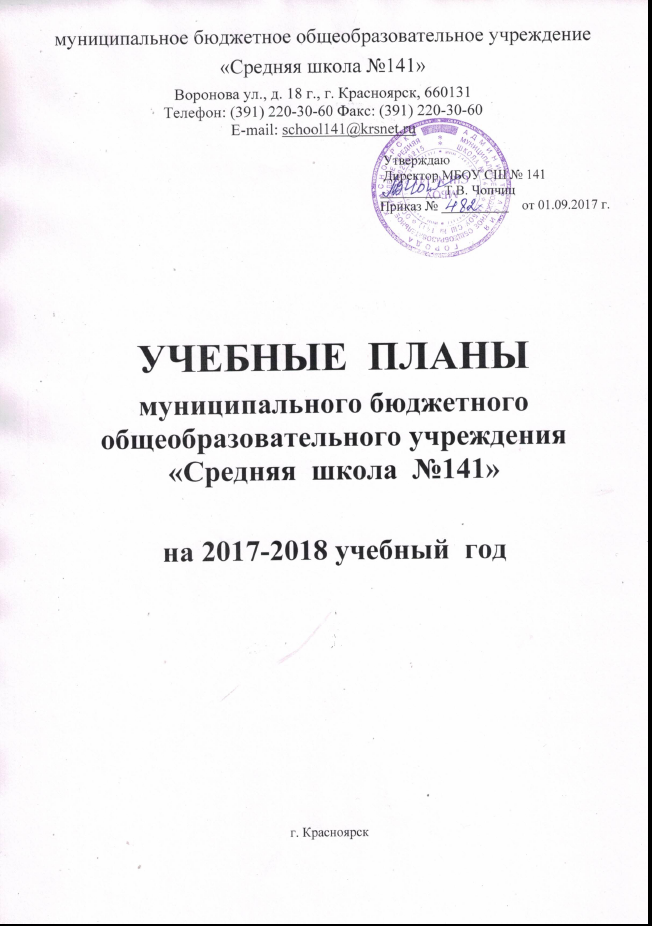 муниципальное бюджетное общеобразовательное учреждение
«Средняя школа №141»
Воронова ул., д. 18 г., г. Красноярск, 660131
Телефон: (391) 220-30-60 Факс: (391) 220-30-60
E-mail: school141@krsnet.ru
Утверждаю
Директор МБОУ СШ № 141
Т.В. Чопчиц
Приказ № 482 от 01.09.2017 г.
УЧЕБНЫЕ ПЛАНЫ
муниципального бюджетного
общеобразовательного учреждения
«Средняя школа №141»
на 2017-2018 учебный год
г. Красноярск